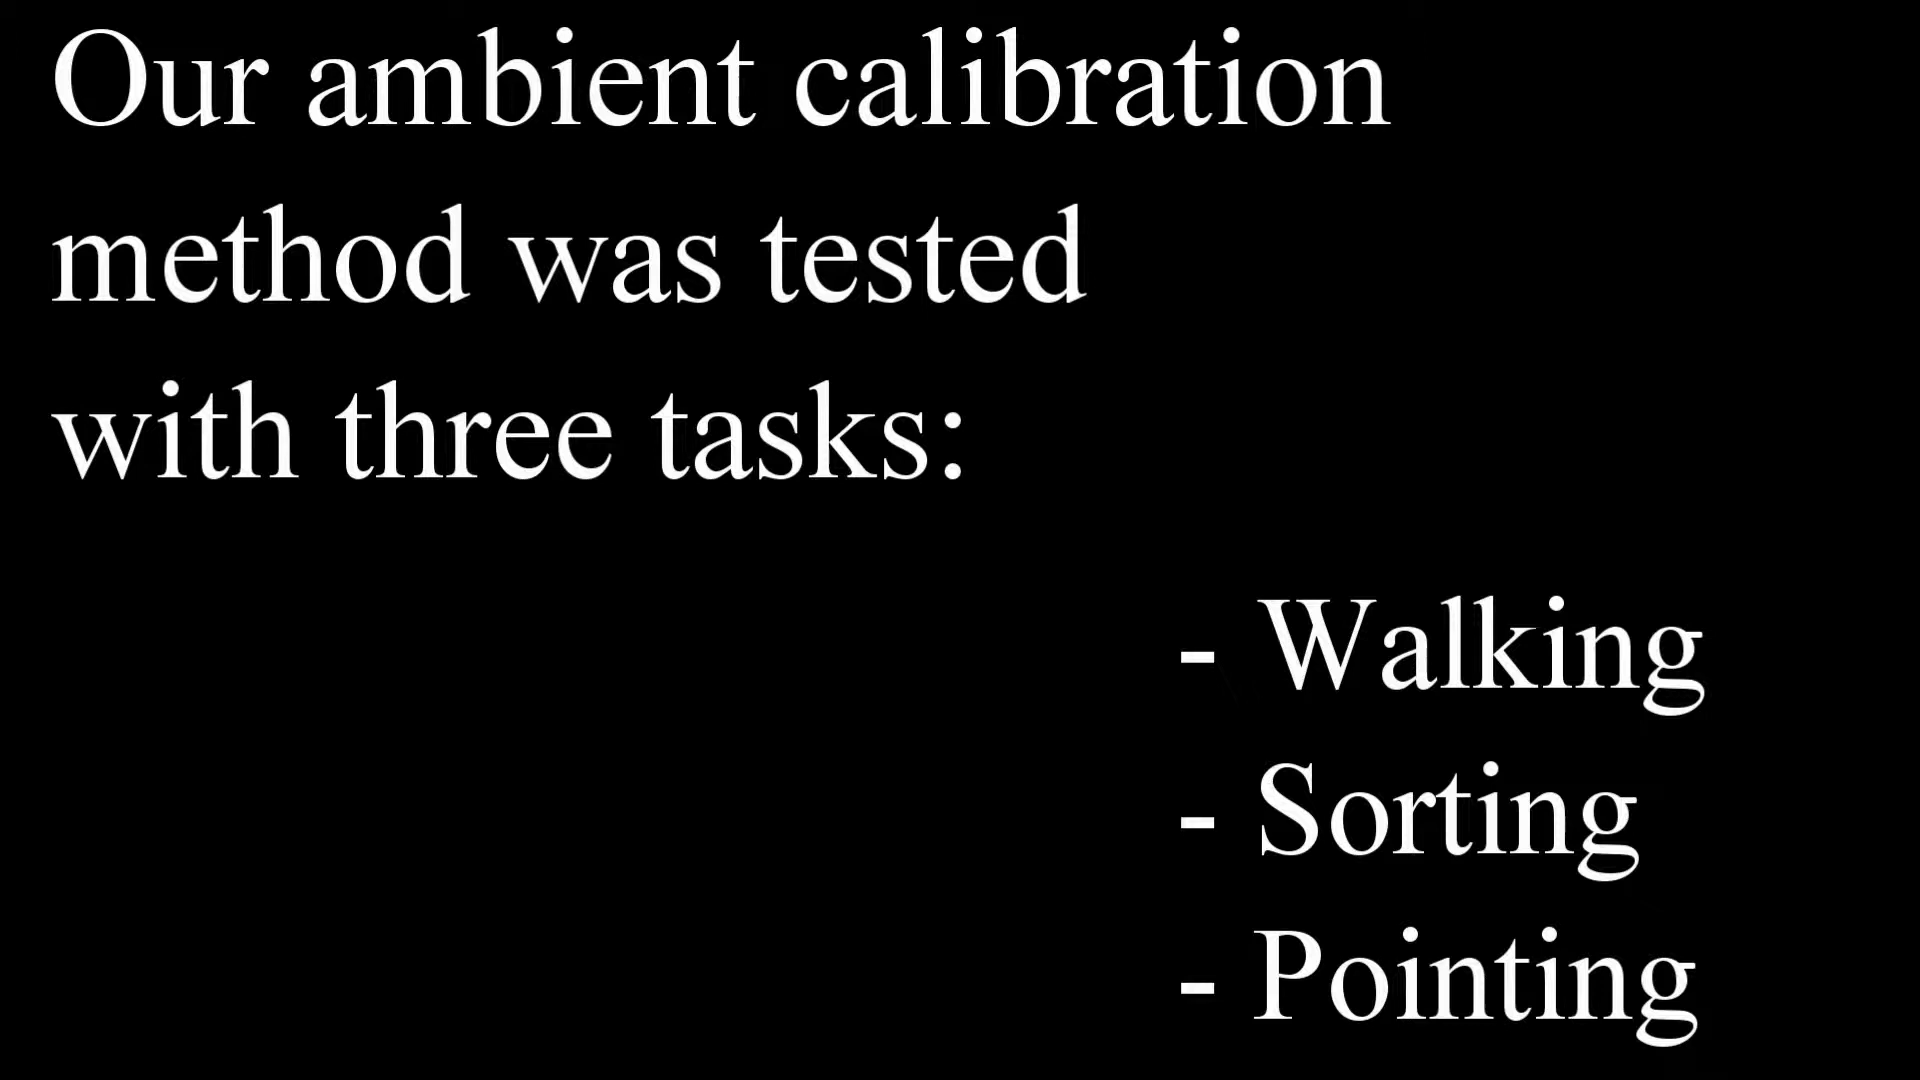 Our ambient calibration
method was tested
with three tasks:
- Walking
- Sorting
- Pointing